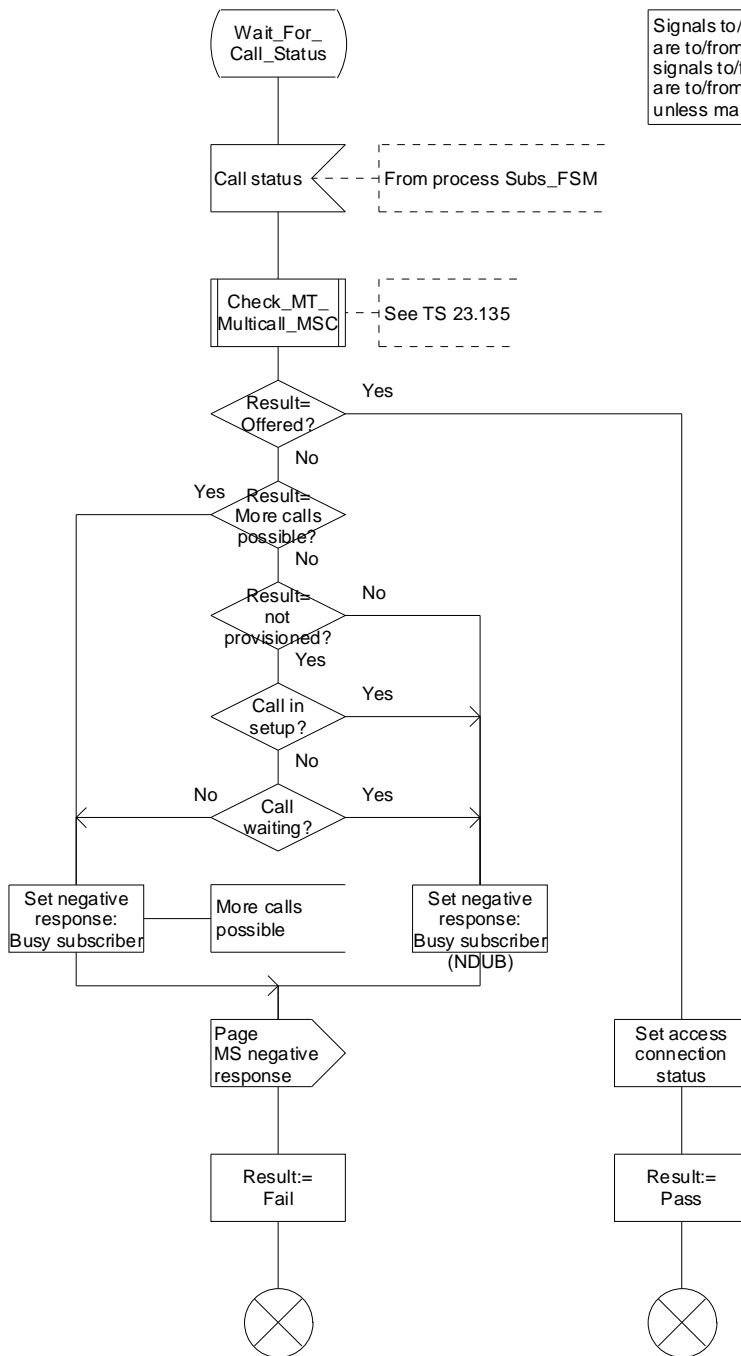 Wait_For_
Call_Status
Signals to/
are to/from
signals to/f
are to/from
unless ma
Call status
From process Subs_FSM
Check_MT_
Multicall_MSC
See TS 23.135
Result=
Offered?
Yes
No
Yes
Result=
More calls
possible?
No
Result=
not
provisioned?
No
Yes
Call in
setup?
Yes
No
No
Call
waiting?
Yes
Set negative
response:
Busy subscriber
More calls
possible
Set negative
response:
Busy subscriber
(NDUB)
Page
MS negative
response
Set access
connection
status
Result:=
Fail
Result:=
Pass